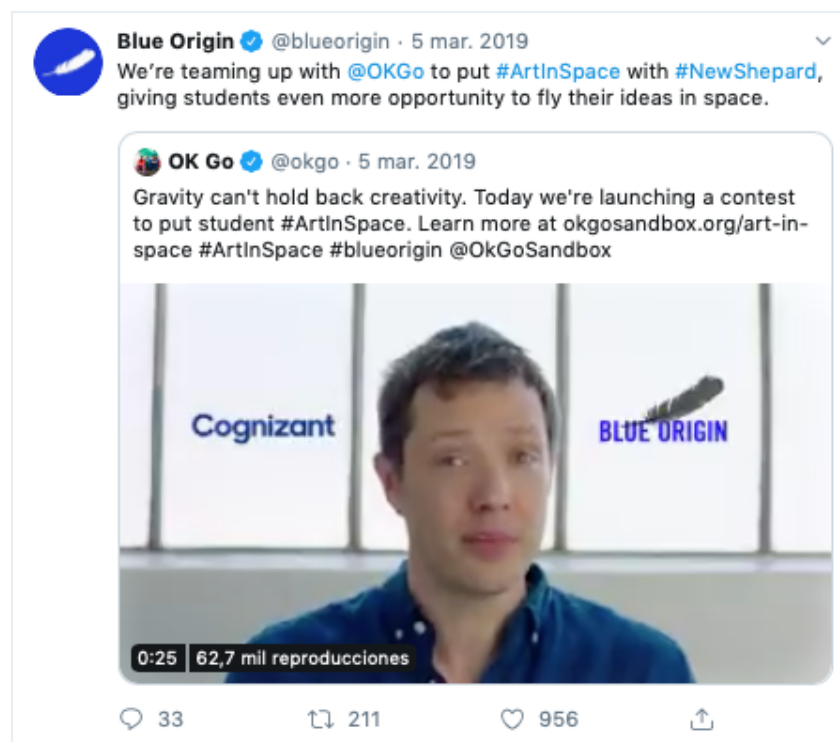 Blue Origin @blueorigin · 5 mar. 2019
We're teaming up with @OKGo to put #ArtInSpace with #NewShepard,
giving students even more opportunity to fly their ideas in space.
OK Go @okgo · 5 mar. 2019
Gravity can't hold back creativity. Today we're launching a contest
to put student #ArtInSpace. Learn more at okgosandbox.org/art-in-
space #ArtInSpace #blueorigin @OkGoSandbox
Cognizant
BLUE ORIGIN
0:25 62,7 mil reproducciones
33 211 956